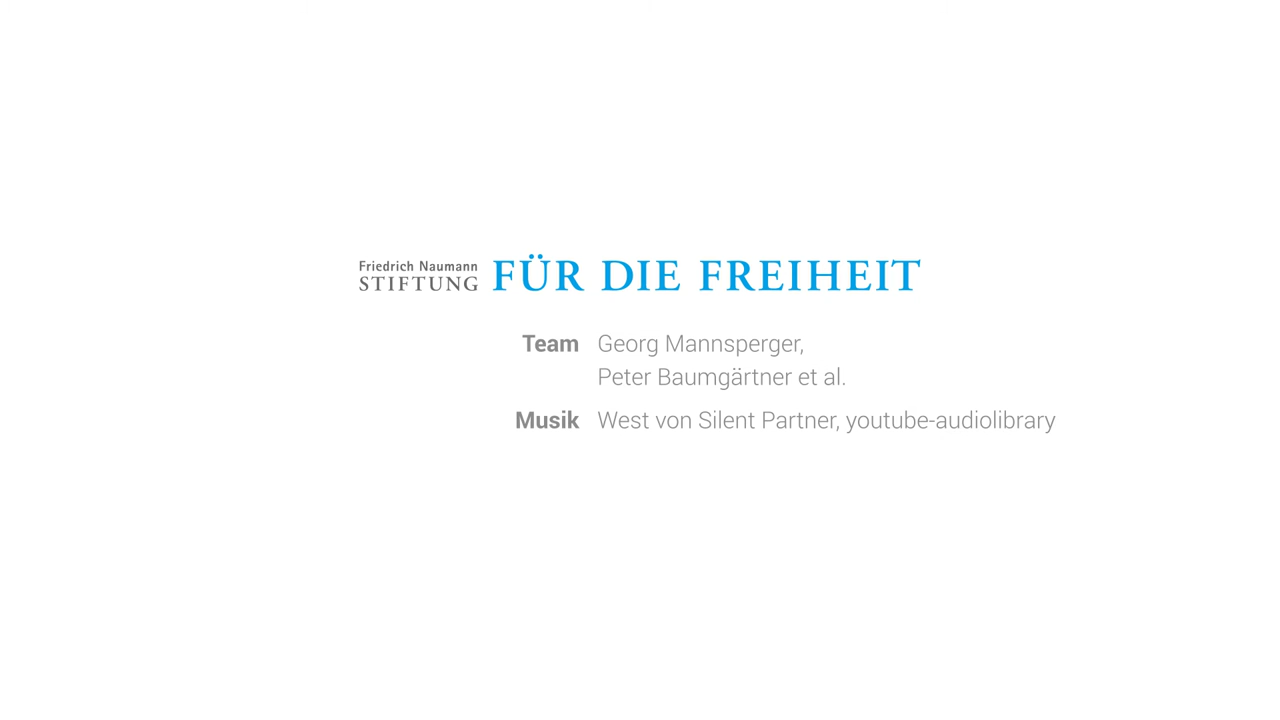 Friedrich Naumann
STIFTUNG FÜR DIE FREIHEIT
Team Georg Mannsperger,
Peter Baumgärtner et al.
Musik West von Silent Partner, youtube-audiolibrary